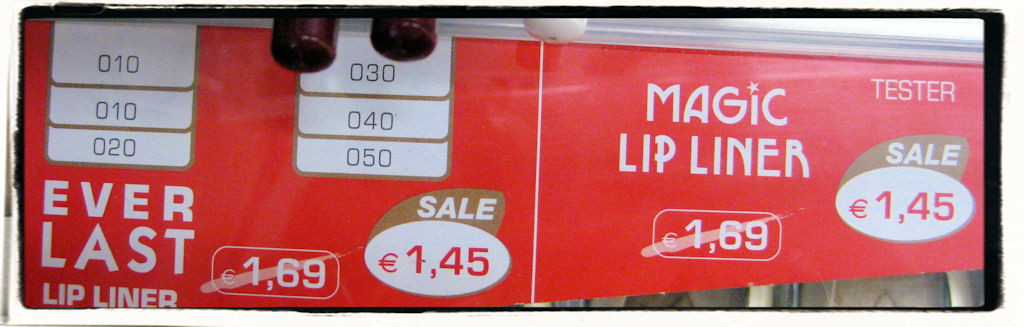 010
010
020
030
040
050
EVER
LAST
LIP LINER
€ 1,69
SALE
€ 1,45
MAGiC
LIP LINER
TESTER
€ 1,69
SALE
€ 1,45